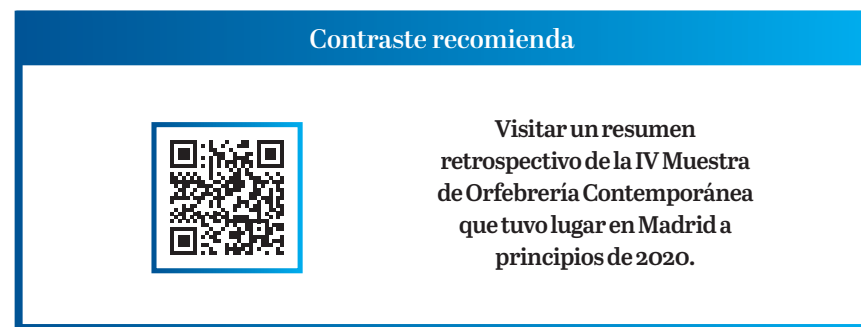 Contraste recomienda
Visitar un resumen
retrospectivo de la IV Muestra
de Orfebrería Contemporánea
que tuvo lugar en Madrid a
principios de 2020.